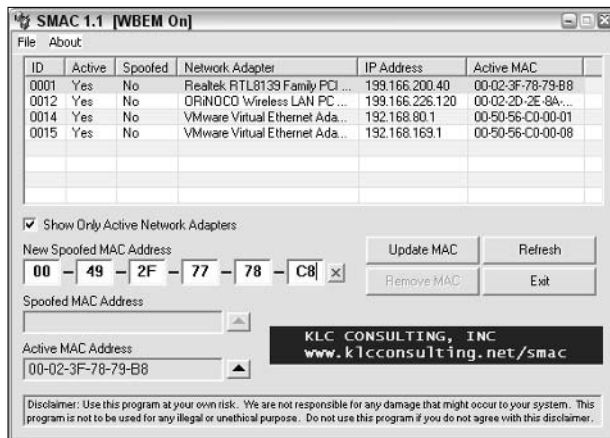 SMAC 1.1 [WBEM On]
File About
ID Active Spoofed Network Adapter IP Address Active MAC
0001 Yes No Realtek RTL8139 Family PCI ... 199.166.200.40 00-02-3F-78-79-B8
0012 Yes No ORiNOCO Wireless LAN PC ... 199.166.226.120 00-02-2D-2E-8A-...
0014 Yes No VMware Virtual Ethernet Ada... 192.168.80.1 00-50-56-C0-00-01
0015 Yes No VMware Virtual Ethernet Ada... 192.168.169.1 00-50-56-C0-00-08
Show Only Active Network Adapters
New Spoofed MAC Address
00 - 49 - 2F - 77 - 78 - C8 X
Update MAC Refresh
Remove MAC Exit
Spoofed MAC Address
KLC CONSULTING, INC
www.klcconsulting.net/smac
Active MAC Address
00-02-3F-78-79-B8
Disclaimer: Use this program at your own risk. We are not responsible for any damage that might occur to your system. This
program is not to be used for any illegal or unethical purpose. Do not use this program if you do not agree with this disclaimer.